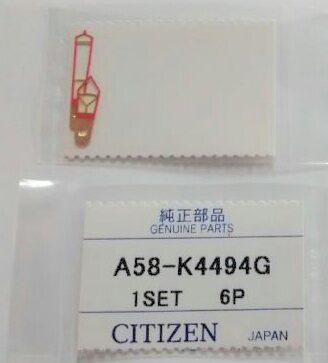 純正部品
GENUINE PARTS
A58-K4494G
1SET 6P
CITIZEN JAPAN